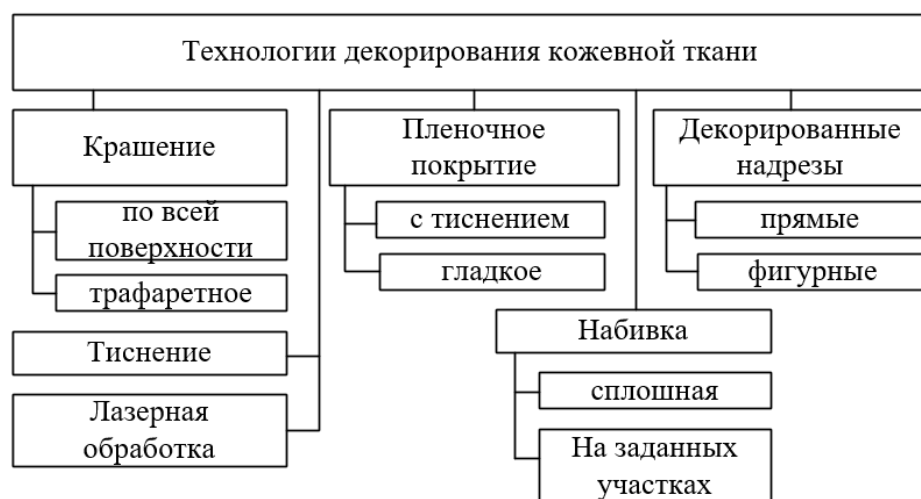 Технологии декорирования кожевной ткани
Крашение
по всей
поверхности
трафаретное
Тиснение
Лазерная
обработка
Пленочное
покрытие
с тиснением
гладкое
Декорированные
надрезы
прямые
фигурные
Набивка
сплошная
На заданных
участках